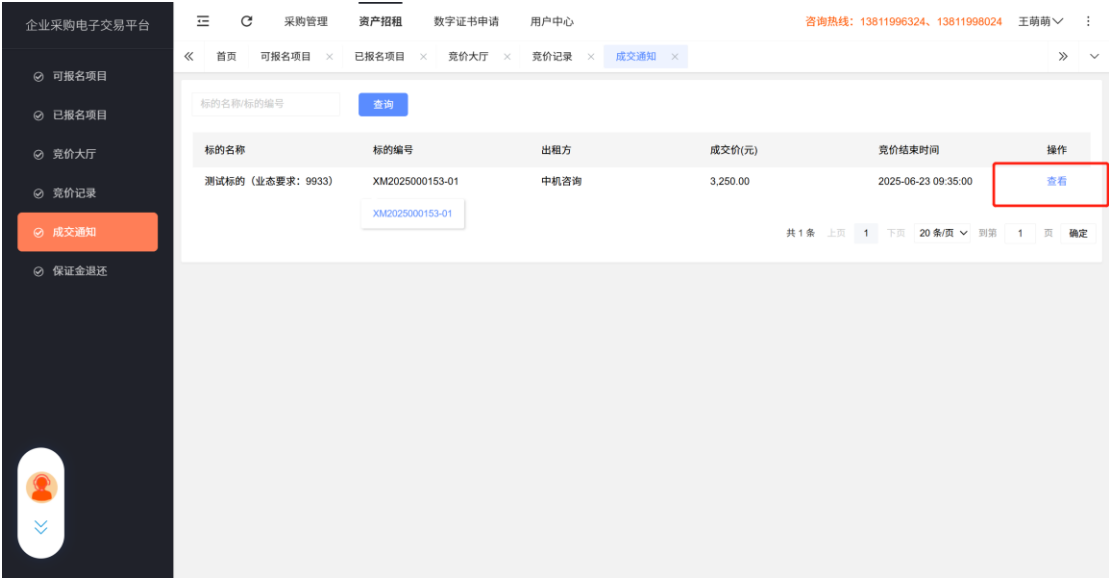 企业采购电子交易平台
采购管理 资产招租 数字证书申请 用户中心 咨询热线：13811996324、13811998024 王萌萌
首页 可报名项目 已报名项目 竞价大厅 竞价记录 成交通知
可报名项目
已报名项目
竞价大厅
竞价记录
成交通知
保证金退还
标的名称/标的编号 查询
标的名称 标的编号 出租方 成交价(元) 竞价结束时间 操作
测试标的（业态要求：9933） XM2025000153-01 中机咨询 3,250.00 2025-06-23 09:35:00 查看
XM2025000153-01
共 1 条 上页 1 下页 20 条/页 到第 1 页 确定